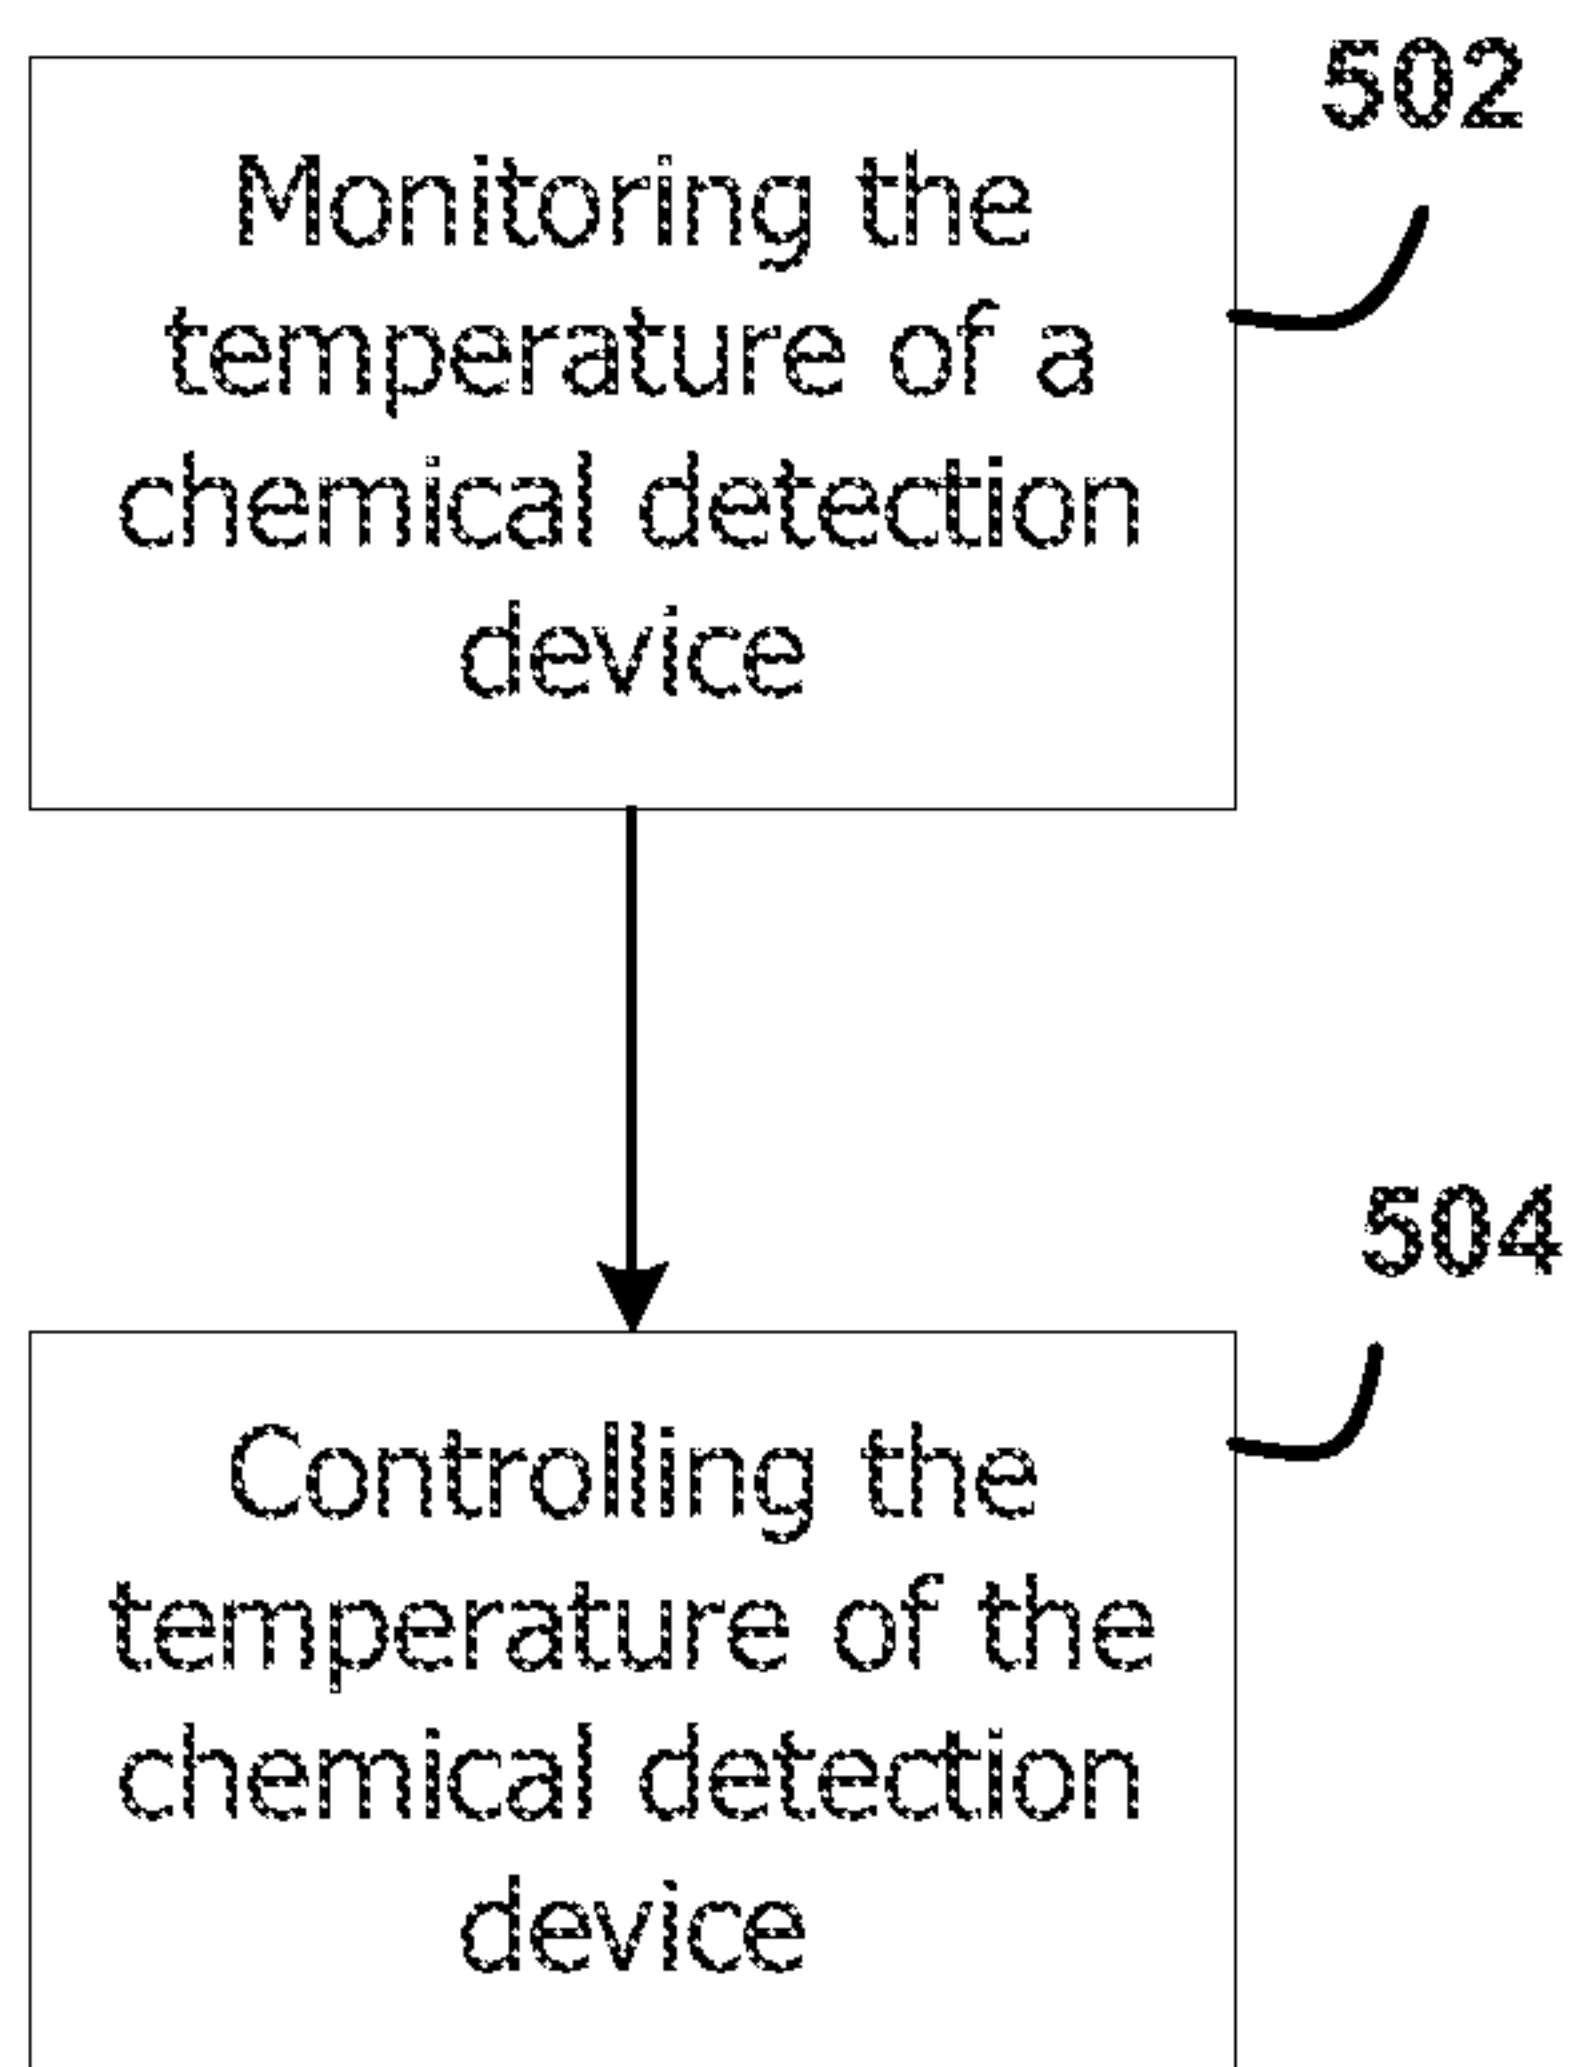 502
Monitoring the
temperature of a
chemical detection
device
504
Controlling the
temperature of the
chemical detection
device